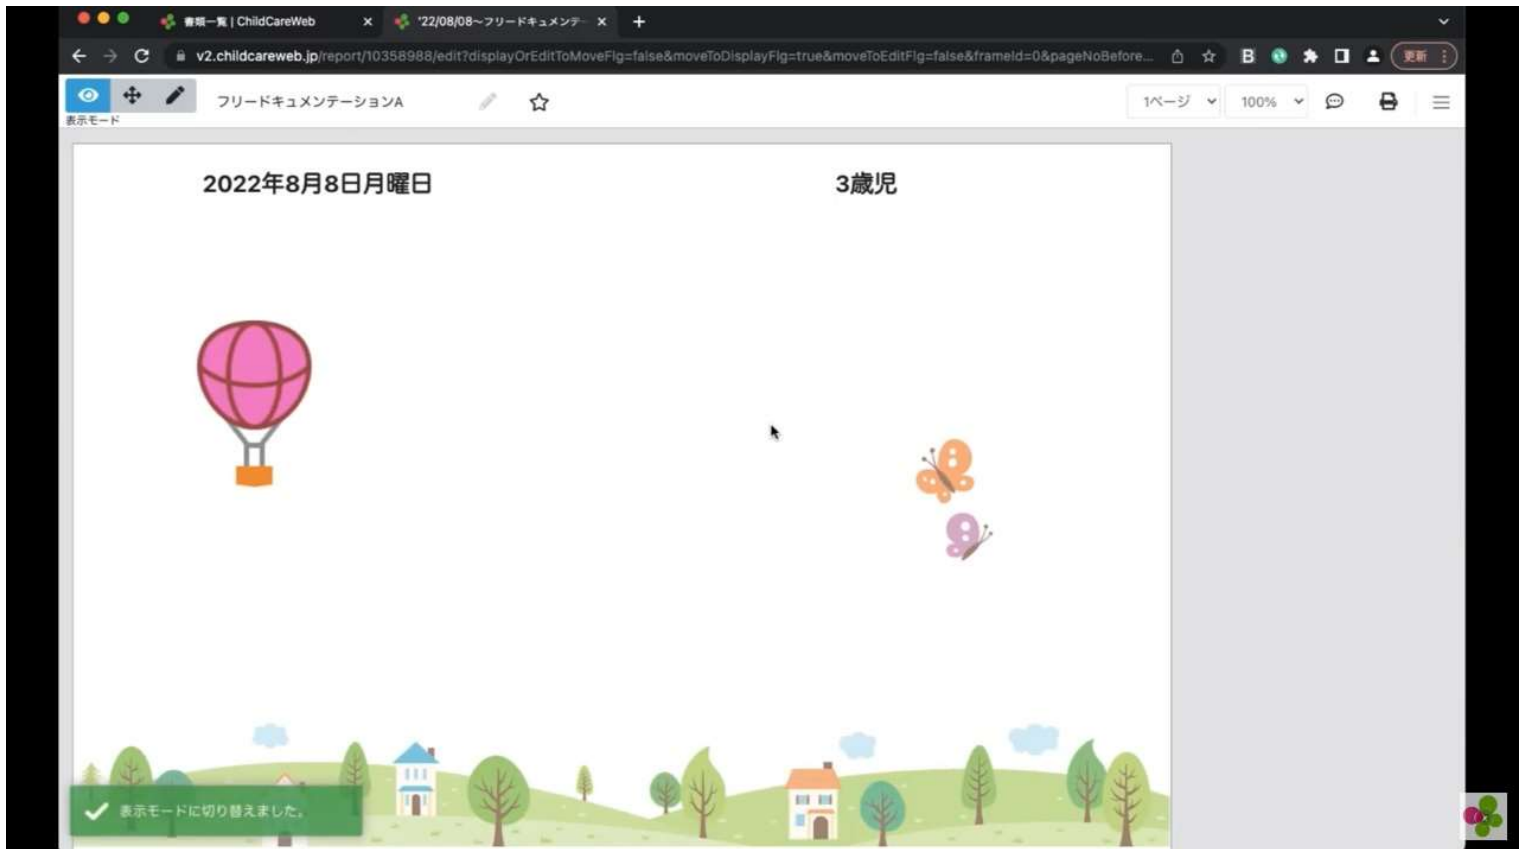 書類一覧 | ChildCareWeb
'22/08/08〜フリードキュメンテ
v2.childcareweb.jp/report/10358988/edit?displayOrEditToMoveFlg=false&moveToDisplayFlg=true&moveToEditFlg=false&frameId=0&pageNoBefore...
B
更新
フリードキュメンテーションA
1ページ
100%
表示モード
2022年8月8日月曜日
3歳児
表示モードに切り替えました。